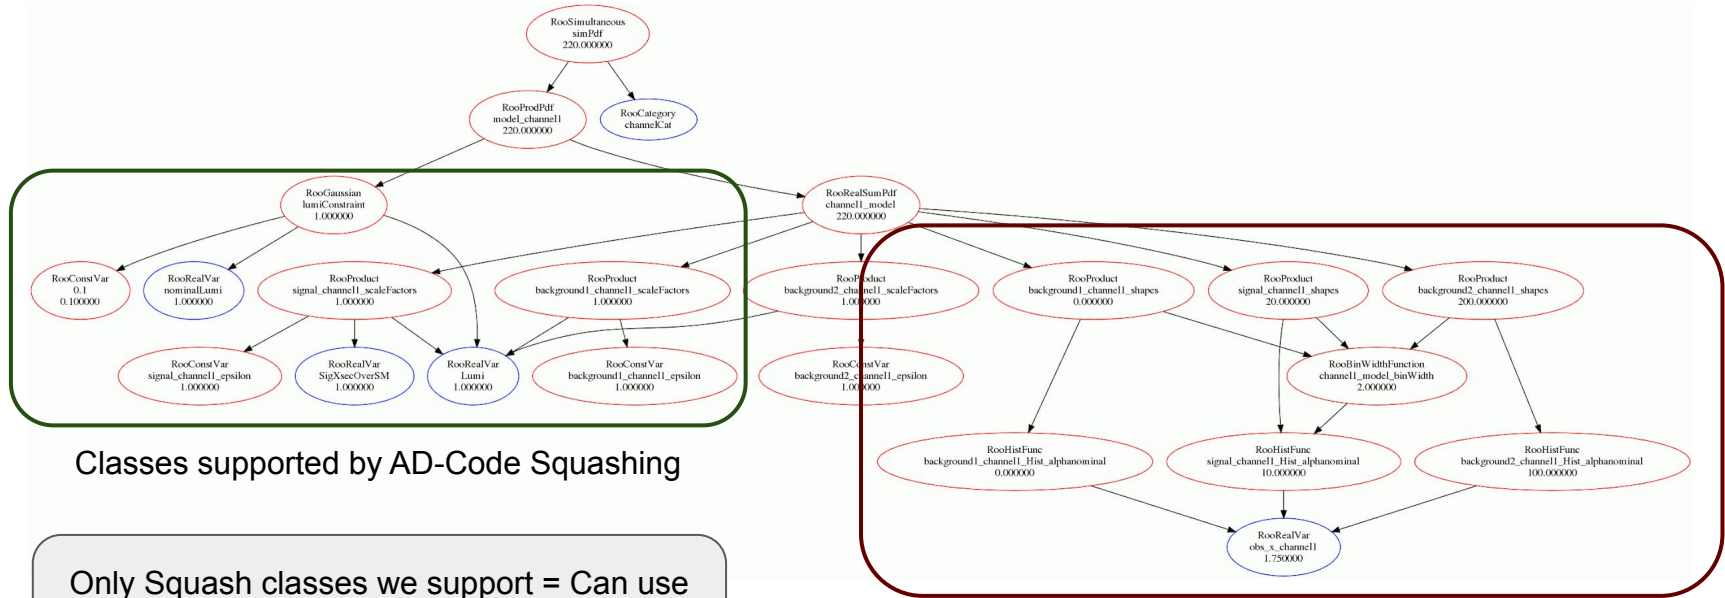 RooSimultaneous
simPdf
220.000000
RooProdPdf
model_channel1
220.000000
RooCategory
channelCat
RooGaussian
lumiConstraint
1.000000
RooRealSumPdf
channel1_model
220.000000
RooConstVar
0.1
0.100000
RooRealVar
nominalLumi
1.000000
RooProduct
signal_channel1_scaleFactors
1.000000
RooProduct
background1_channel1_scaleFactors
1.000000
RooProduct
background2_channel1_scaleFactors
1.000000
RooProduct
background1_channel1_shapes
0.000000
RooProduct
signal_channel1_shapes
20.000000
RooProduct
background2_channel1_shapes
200.000000
RooConstVar
signal_channel1_epsilon
1.000000
RooRealVar
SigXsecOverSM
1.000000
RooRealVar
Lumi
1.000000
RooConstVar
background1_channel1_epsilon
1.000000
RooConstVar
background2_channel1_epsilon
1.000000
RooBinWidthFunction
channel1_model_binWidth
2.000000
RooHistFunc
background1_channel1_Hist_alphanominal
0.000000
RooHistFunc
signal_channel1_Hist_alphanominal
10.000000
RooHistFunc
background2_channel1_Hist_alphanominal
100.000000
RooRealVar
obs_x_channel1
1.750000
Classes supported by AD-Code Squashing
Only Squash classes we support = Can use